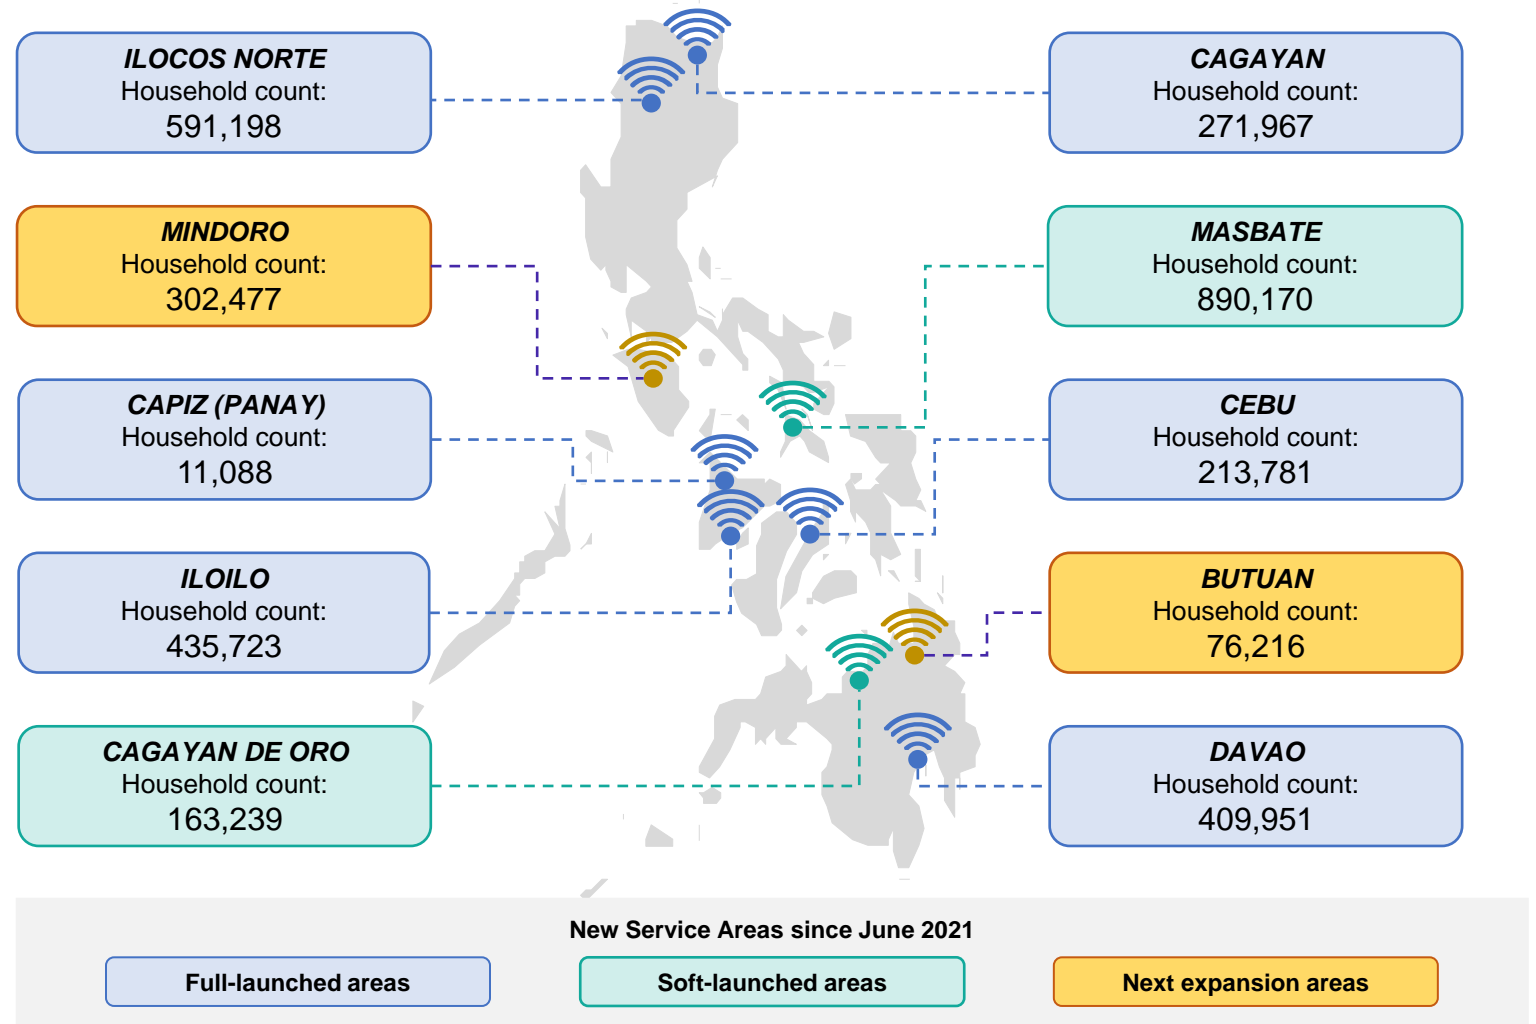 ILOCOS NORTE
Household count:
591,198
CAGAYAN
Household count:
271,967
MINDORO
Household count:
302,477
MASBATE
Household count:
890,170
CAPIZ (PANAY)
Household count:
11,088
CEBU
Household count:
213,781
ILOILO
Household count:
435,723
BUTUAN
Household count:
76,216
CAGAYAN DE ORO
Household count:
163,239
DAVAO
Household count:
409,951
New Service Areas since June 2021
Full-launched areas
Soft-launched areas
Next expansion areas